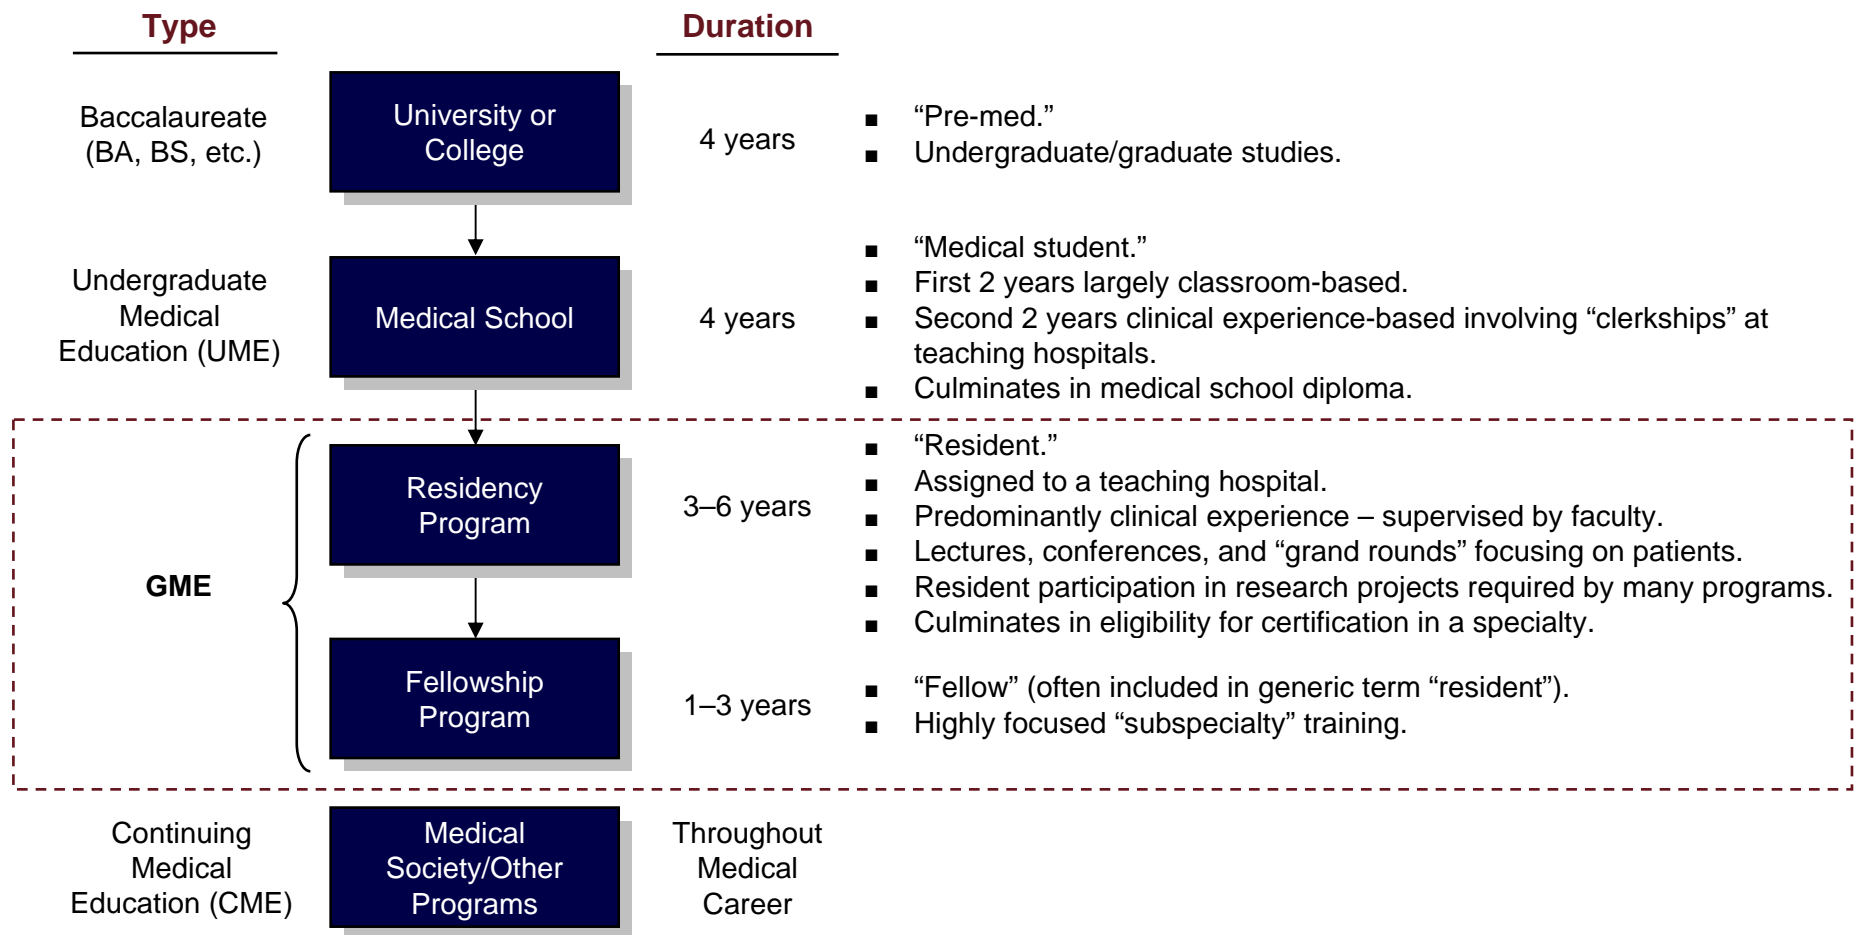 Type
Duration
Baccalaureate
(BA, BS, etc.)
University or
College
4 years
■ “Pre-med.”
■ Undergraduate/graduate studies.
Undergraduate
Medical
Education (UME)
Medical School
4 years
■ “Medical student.”
■ First 2 years largely classroom-based.
■ Second 2 years clinical experience-based involving “clerkships” at
teaching hospitals.
■ Culminates in medical school diploma.
GME
Residency
Program
3–6 years
■ “Resident.”
■ Assigned to a teaching hospital.
■ Predominantly clinical experience – supervised by faculty.
■ Lectures, conferences, and “grand rounds” focusing on patients.
■ Resident participation in research projects required by many programs.
■ Culminates in eligibility for certification in a specialty.
Fellowship
Program
1–3 years
■ “Fellow” (often included in generic term “resident”).
■ Highly focused “subspecialty” training.
Continuing
Medical
Education (CME)
Medical
Society/Other
Programs
Throughout
Medical
Career